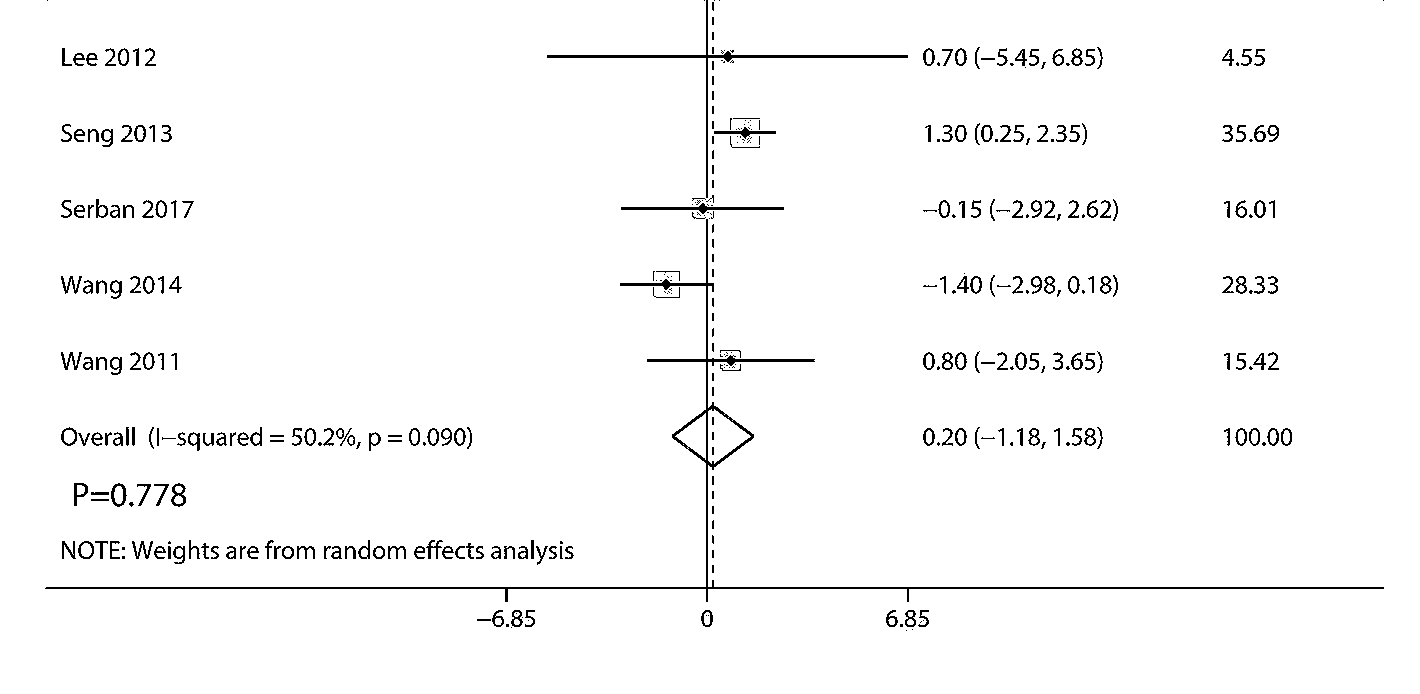 Lee 2012 0.70 (−5.45, 6.85) 4.55
Seng 2013 1.30 (0.25, 2.35) 35.69
Serban 2017 −0.15 (−2.92, 2.62) 16.01
Wang 2014 −1.40 (−2.98, 0.18) 28.33
Wang 2011 0.80 (−2.05, 3.65) 15.42
Overall (I−squared = 50.2%, p = 0.090) 0.20 (−1.18, 1.58) 100.00
P=0.778
NOTE: Weights are from random effects analysis
−6.85 0 6.85